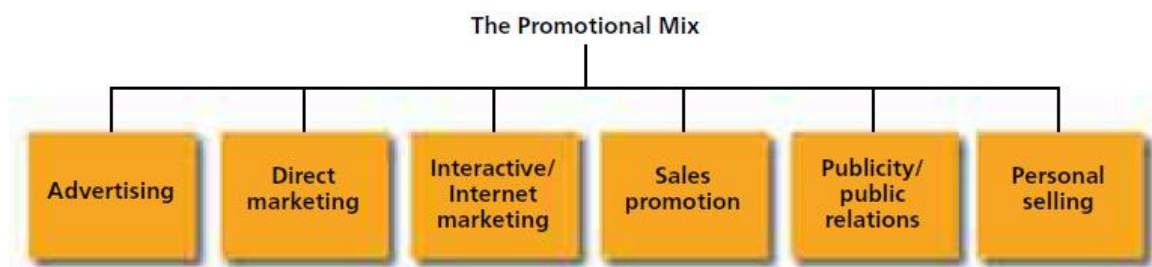 The Promotional Mix
Advertising
Direct
marketing
Interactive/
Internet
marketing
Sales
promotion
Publicity/
public
relations
Personal
selling